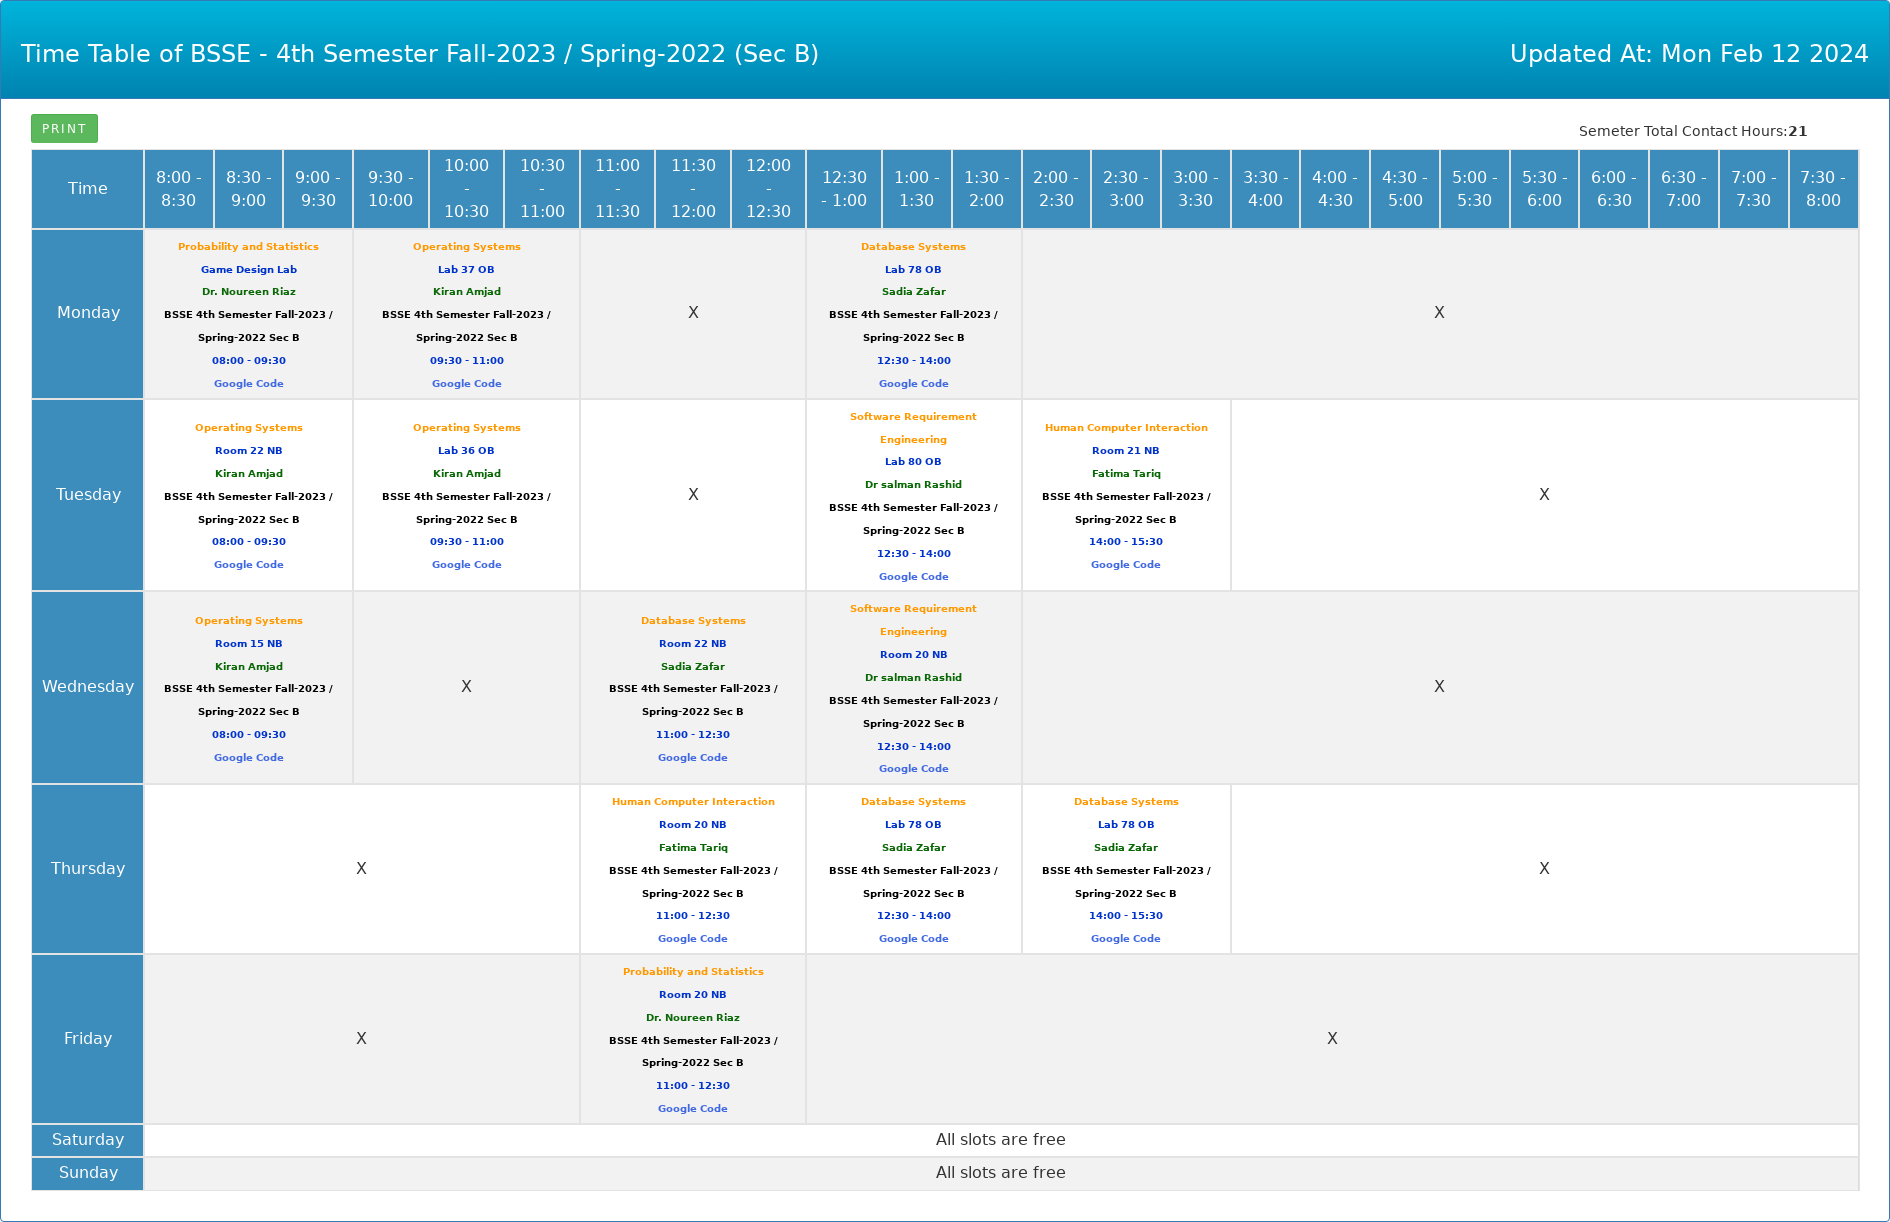 Time Table of BSSE - 4th Semester Fall-2023 / Spring-2022 (Sec B)
Updated At: Mon Feb 12 2024
PRINT
Semeter Total Contact Hours:21
Time
8:00 -
8:30
8:30 -
9:00
9:00 -
9:30
9:30 -
10:00
10:00
-
10:30
10:30
-
11:00
11:00
-
11:30
11:30
-
12:00
12:00
-
12:30
12:30
- 1:00
1:00 -
1:30
1:30 -
2:00
2:00 -
2:30
2:30 -
3:00
3:00 -
3:30
3:30 -
4:00
4:00 -
4:30
4:30 -
5:00
5:00 -
5:30
5:30 -
6:00
6:00 -
6:30
6:30 -
7:00
7:00 -
7:30
7:30 -
8:00
Monday
Probability and Statistics
Game Design Lab
Dr. Noureen Riaz
BSSE 4th Semester Fall-2023 /
Spring-2022 Sec B
08:00 - 09:30
Google Code
Operating Systems
Lab 37 OB
Kiran Amjad
BSSE 4th Semester Fall-2023 /
Spring-2022 Sec B
09:30 - 11:00
Google Code
X
Database Systems
Lab 78 OB
Sadia Zafar
BSSE 4th Semester Fall-2023 /
Spring-2022 Sec B
12:30 - 14:00
Google Code
X
Tuesday
Operating Systems
Room 22 NB
Kiran Amjad
BSSE 4th Semester Fall-2023 /
Spring-2022 Sec B
08:00 - 09:30
Google Code
Operating Systems
Lab 36 OB
Kiran Amjad
BSSE 4th Semester Fall-2023 /
Spring-2022 Sec B
09:30 - 11:00
Google Code
X
Software Requirement
Engineering
Lab 80 OB
Dr salman Rashid
BSSE 4th Semester Fall-2023 /
Spring-2022 Sec B
12:30 - 14:00
Google Code
Human Computer Interaction
Room 21 NB
Fatima Tariq
BSSE 4th Semester Fall-2023 /
Spring-2022 Sec B
14:00 - 15:30
Google Code
X
Wednesday
Operating Systems
Room 15 NB
Kiran Amjad
BSSE 4th Semester Fall-2023 /
Spring-2022 Sec B
08:00 - 09:30
Google Code
X
Database Systems
Room 22 NB
Sadia Zafar
BSSE 4th Semester Fall-2023 /
Spring-2022 Sec B
11:00 - 12:30
Google Code
Software Requirement
Engineering
Room 20 NB
Dr salman Rashid
BSSE 4th Semester Fall-2023 /
Spring-2022 Sec B
12:30 - 14:00
Google Code
X
Thursday
X
Human Computer Interaction
Room 20 NB
Fatima Tariq
BSSE 4th Semester Fall-2023 /
Spring-2022 Sec B
11:00 - 12:30
Google Code
Database Systems
Lab 78 OB
Sadia Zafar
BSSE 4th Semester Fall-2023 /
Spring-2022 Sec B
12:30 - 14:00
Google Code
Database Systems
Lab 78 OB
Sadia Zafar
BSSE 4th Semester Fall-2023 /
Spring-2022 Sec B
14:00 - 15:30
Google Code
X
Friday
X
Probability and Statistics
Room 20 NB
Dr. Noureen Riaz
BSSE 4th Semester Fall-2023 /
Spring-2022 Sec B
11:00 - 12:30
Google Code
X
Saturday
All slots are free
Sunday
All slots are free